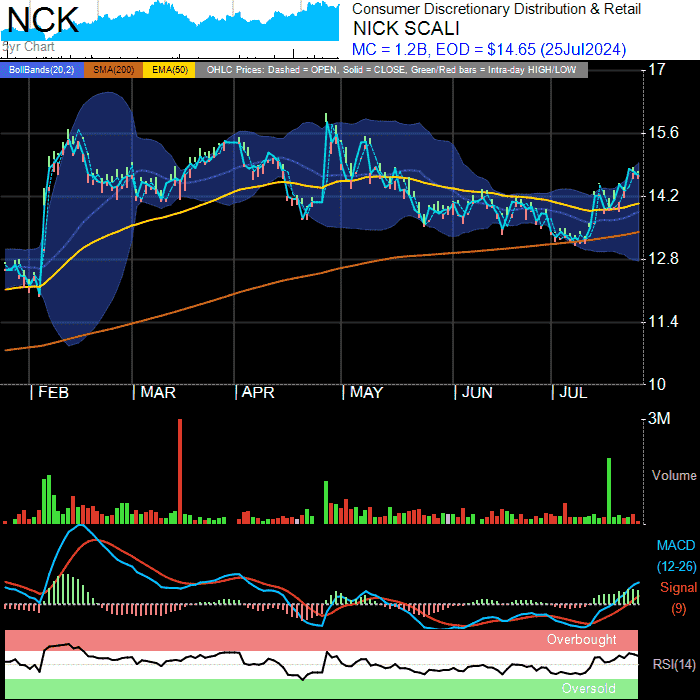 NCK
5yr Chart
Consumer Discretionary Distribution & Retail
NICK SCALI
MC = 1.2B, EOD = $14.65 (25Jul2024)
BollBands(20,2) SMA(200) EMA(50) OHLC Prices: Dashed = OPEN, Solid = CLOSE, Green/Red bars = Intra-day HIGH/LOW
17
15.6
14.2
12.8
11.4
10
FEB MAR APR MAY JUN JUL
3M
Volume
MACD
(12-26)
Signal
(9)
Overbought
RSI(14)
Oversold